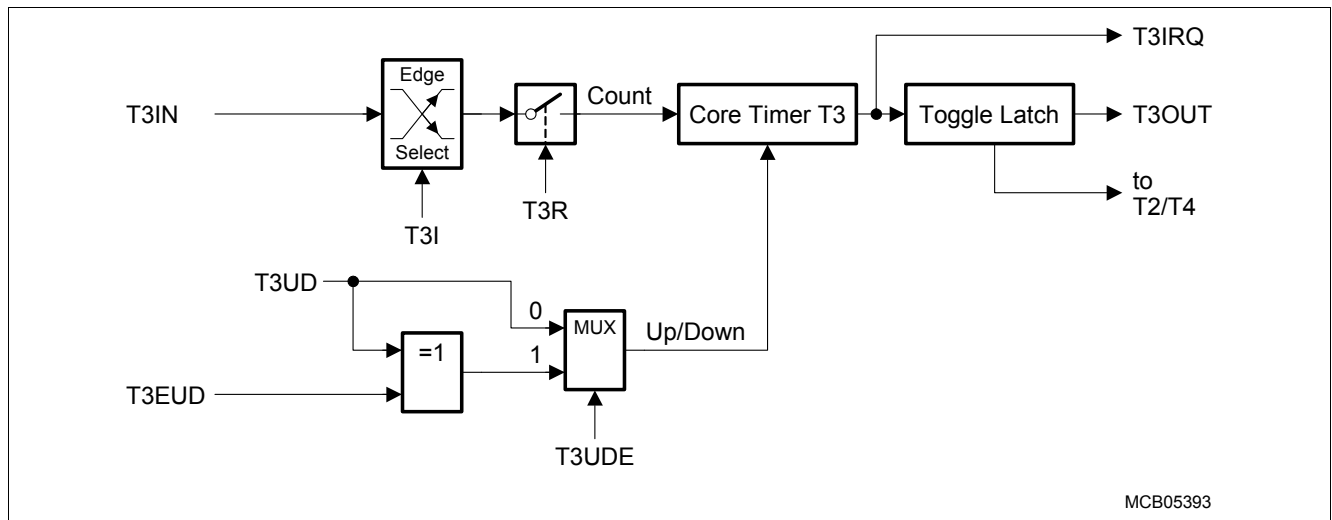 T3IRQ
Edge
Select
T3IN
Count
Core Timer T3
Toggle Latch
T3OUT
T3R
to
T2/T4
T3I
T3UD
0
MUX
Up/Down
=1
1
T3EUD
T3UDE
MCB05393